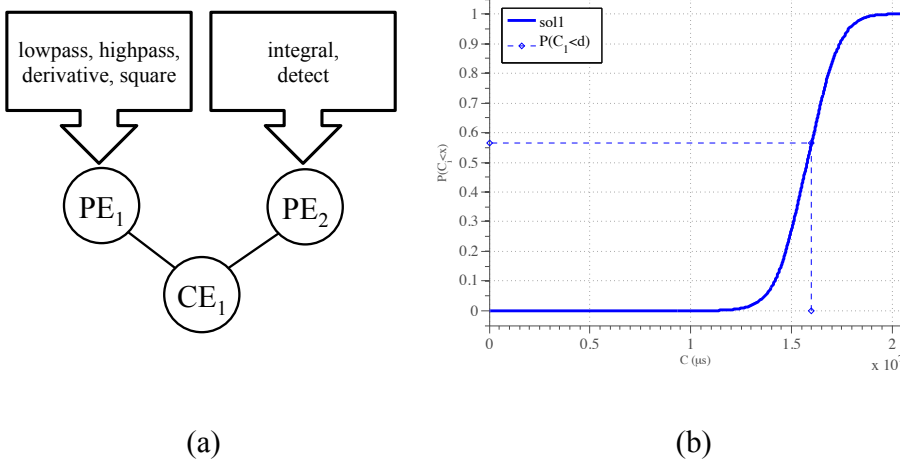 lowpass, highpass,
derivative, square
integral,
detect
PE1
PE2
CE1
(a)
sol1
P(C1<d)
P(C1<x)
1
0.9
0.8
0.7
0.6
0.5
0.4
0.3
0.2
0.1
0
0 0.5 1 1.5 2
C (μs)
x 10
(b)